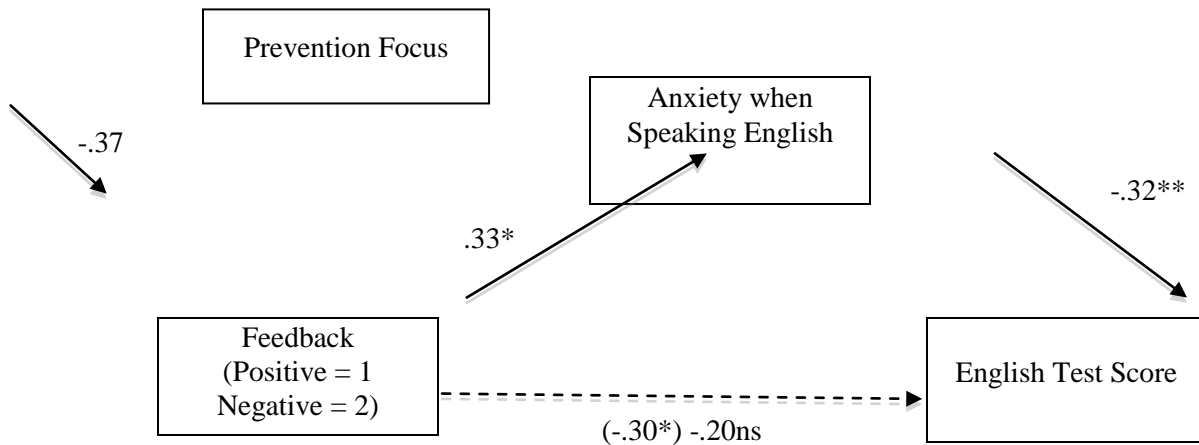 Prevention Focus
Anxiety when
Speaking English
-.37
-.32**
.33*
Feedback
(Positive = 1
Negative = 2)
English Test Score
(-.30*) -.20ns